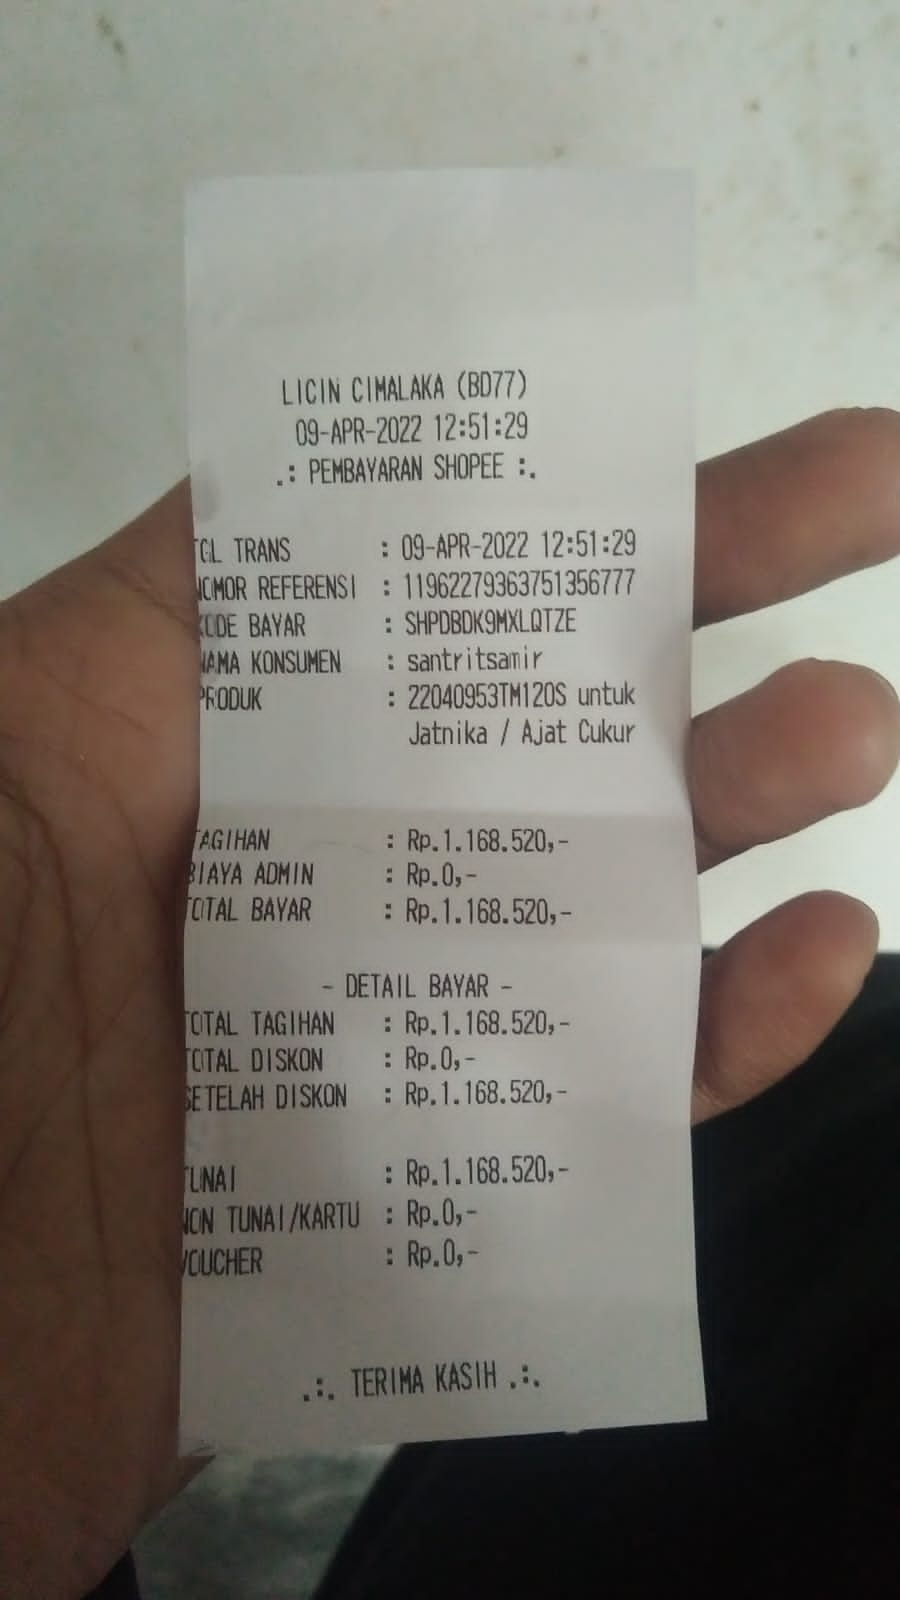 LICIN CIMALAKA (BD77)
09-APR-2022 12:51:29
.: PEMBAYARAN SHOPEE :.
TGL TRANS : 09-APR-2022 12:51:29
NOMOR REFERENSI : 119622793637513567​77
KODE BAYAR : SHPDBDK9MXLQTZE
NAMA KONSUMEN : santritsamir
PRODUK : 22040953TM120S untuk
Jatnika / Ajat Cukur
TAGIHAN : Rp.1.168.520,-
BIAYA ADMIN : Rp.0,-
TOTAL BAYAR : Rp.1.168.520,-
- DETAIL BAYAR -
TOTAL TAGIHAN : Rp.1.168.520,-
TOTAL DISKON : Rp.0,-
SETELAH DISKON : Rp.1.168.520,-
TUNAI : Rp.1.168.520,-
NON TUNAI/KARTU : Rp.0,-
VOUCHER : Rp.0,-
.:. TERIMA KASIH .:.